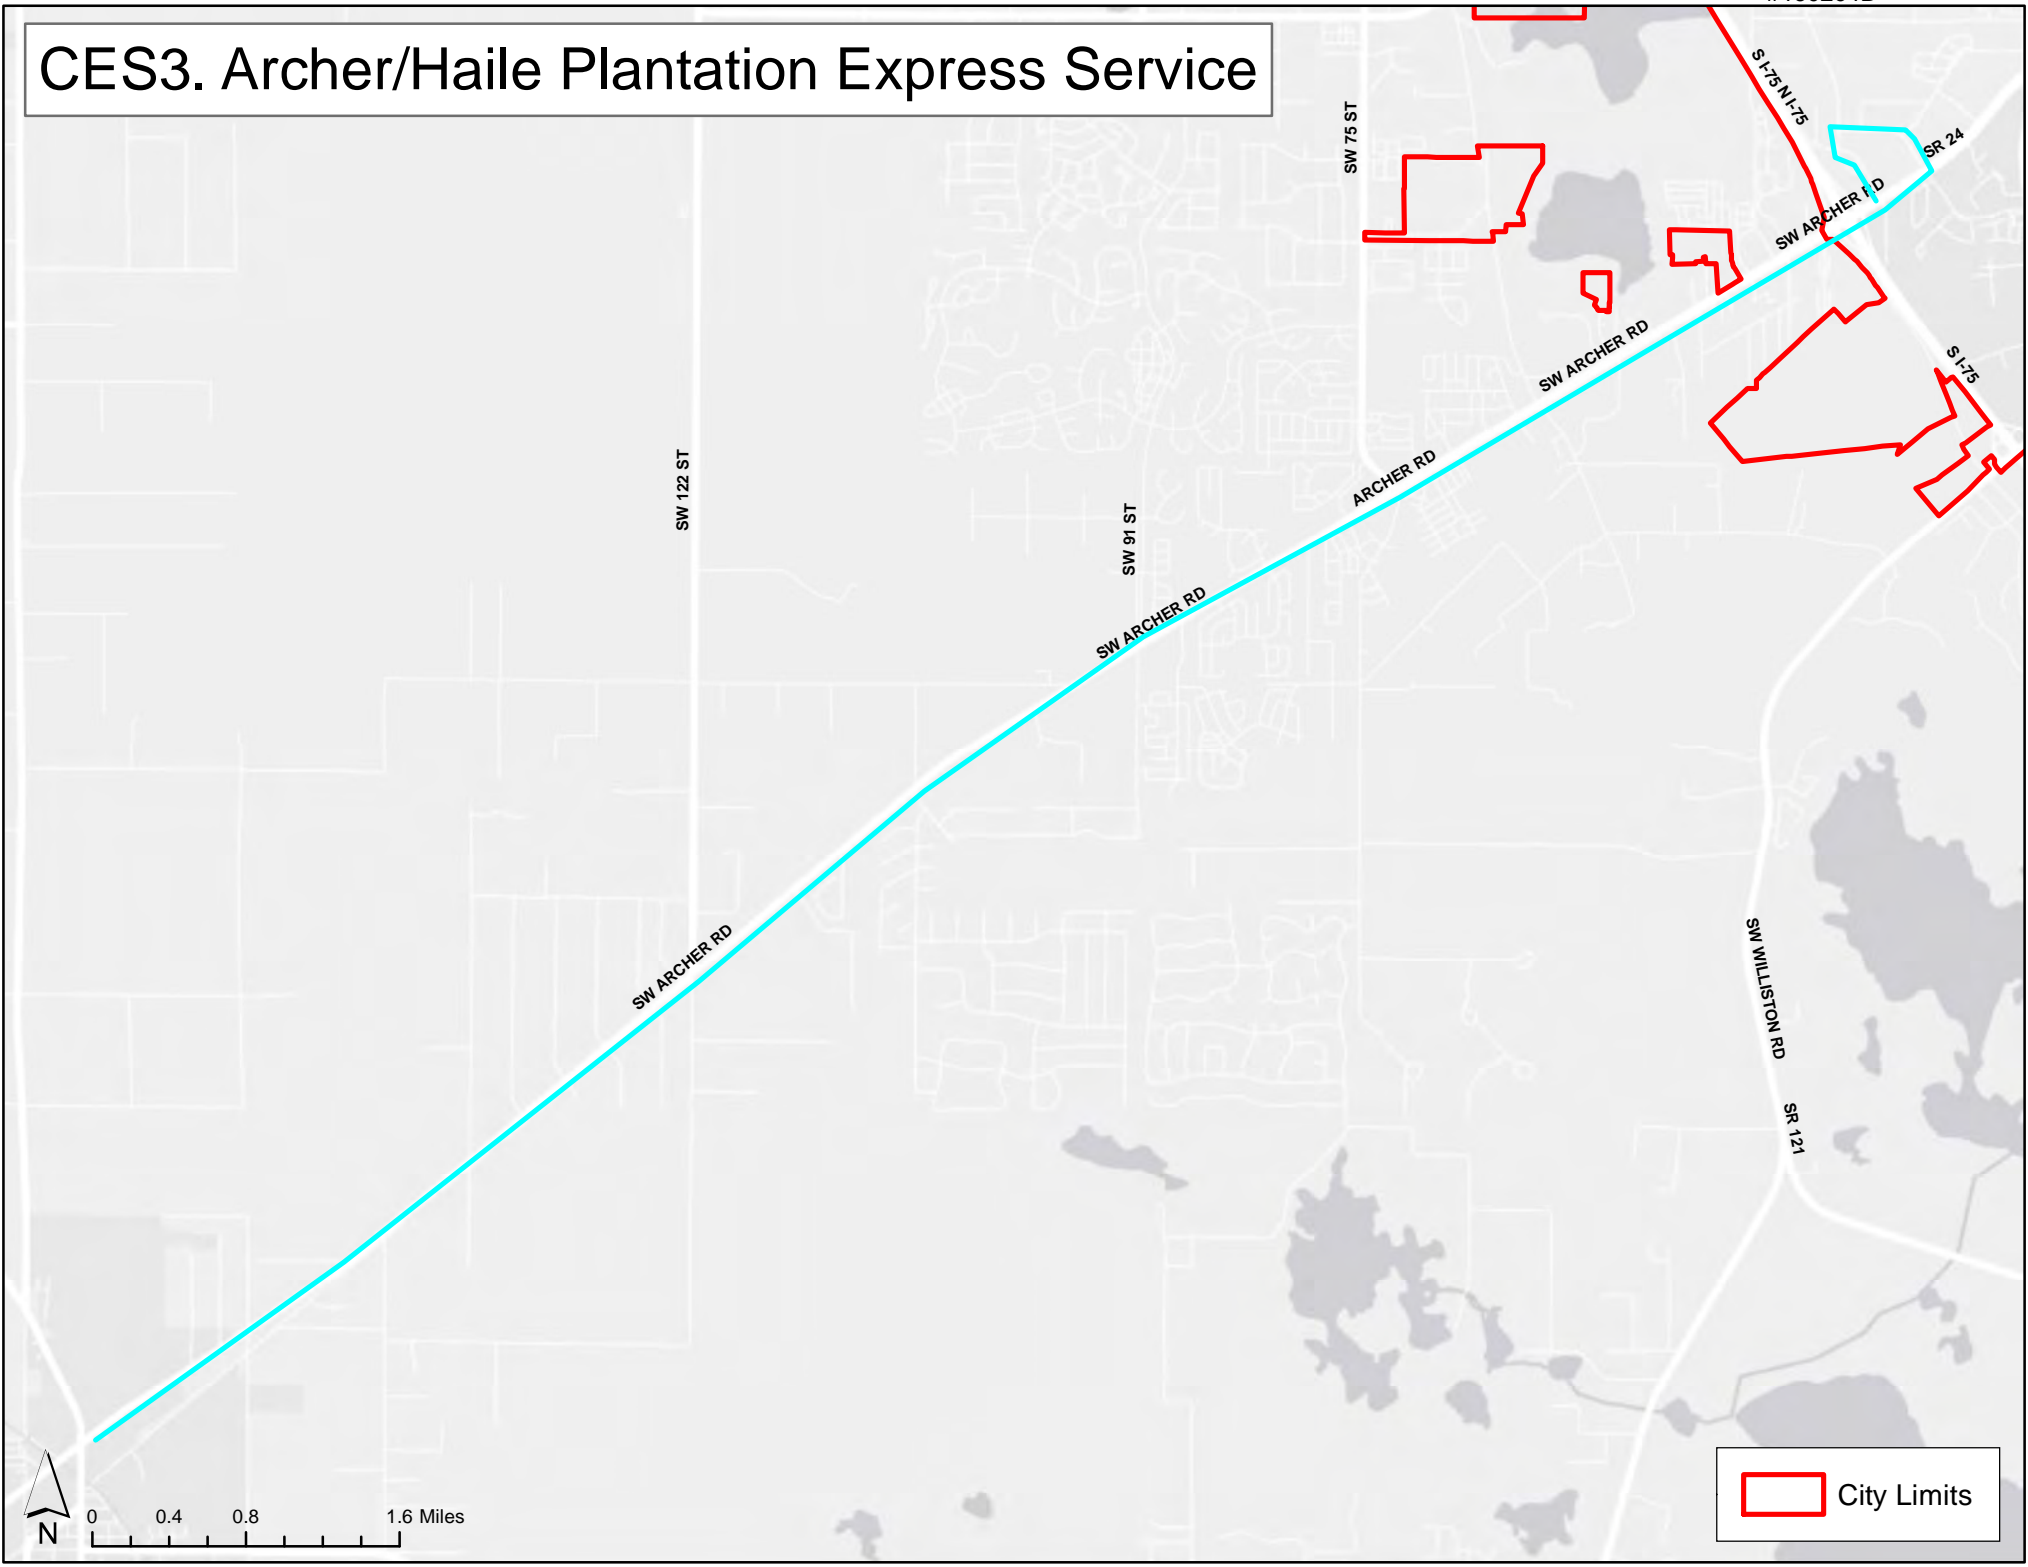 CES3. Archer/Haile Plantation Express Service
S I-75 N I-75
SW 75 ST
SR 24
SW ARCHER RD
SW ARCHER RD
S I-75
ARCHER RD
SW 122 ST
SW 91 ST
SW ARCHER RD
SW ARCHER RD
SW WILLISTON RD
SR 121
N
0 0.4 0.8 1.6 Miles
City Limits